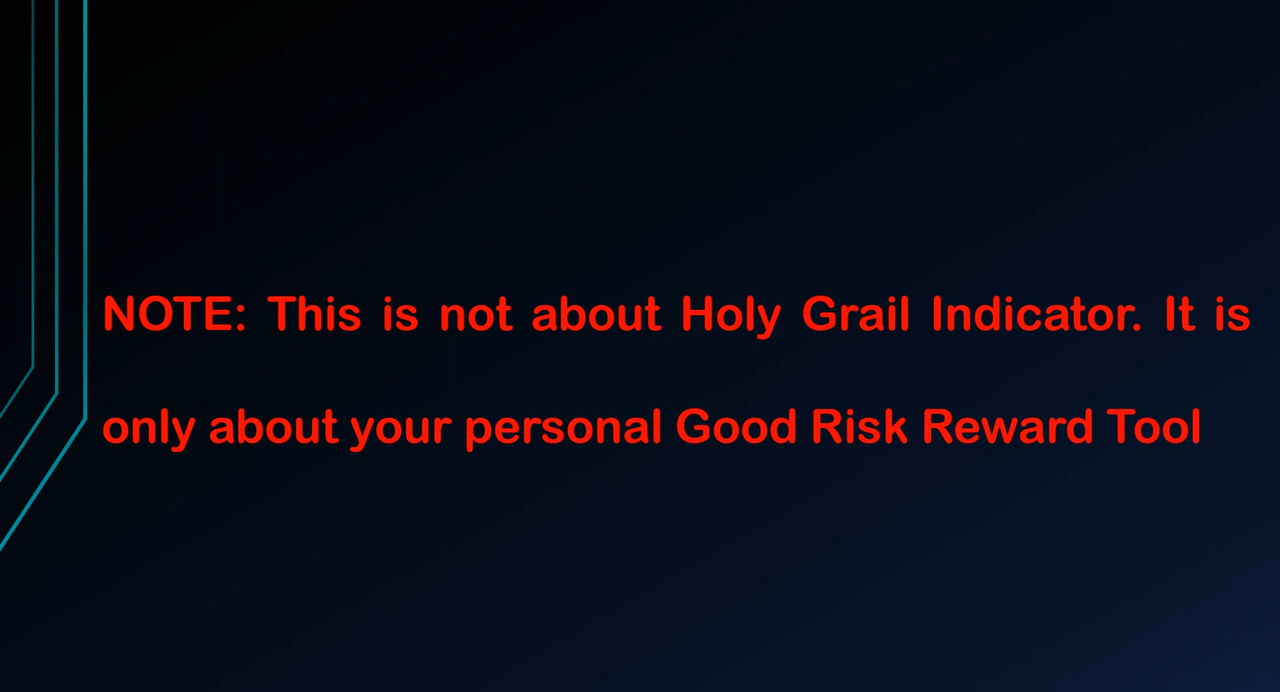 NOTE: This is not about Holy Grail Indicator. It is
only about your personal Good Risk Reward Tool